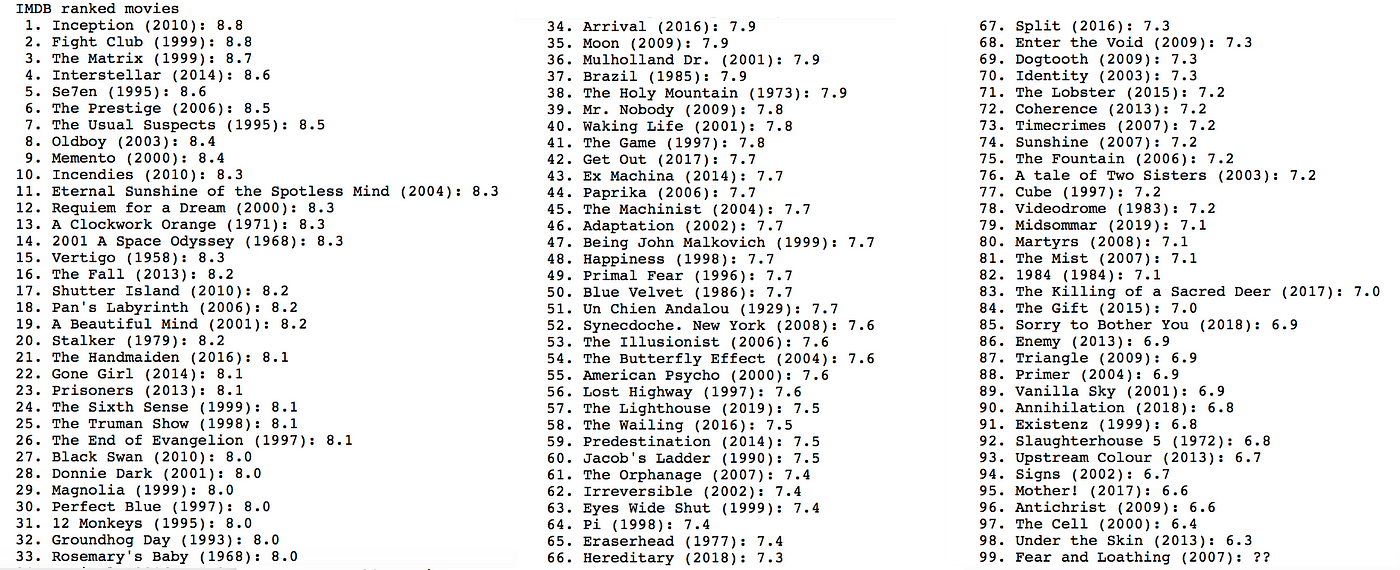 IMDB ranked movies
1. Inception (2010): 8.8
2. Fight Club (1999): 8.8
3. The Matrix (1999): 8.7
4. Interstellar (2014): 8.6
5. Se7en (1995): 8.6
6. The Prestige (2006): 8.5
7. The Usual Suspects (1995): 8.5
8. Oldboy (2003): 8.4
9. Memento (2000): 8.4
10. Incendies (2010): 8.3
11. Eternal Sunshine of the Spotless Mind (2004): 8.3
12. Requiem for a Dream (2000): 8.3
13. A Clockwork Orange (1971): 8.3
14. 2001 A Space Odyssey (1968): 8.3
15. Vertigo (1958): 8.3
16. The Fall (2013): 8.2
17. Shutter Island (2010): 8.2
18. Pan's Labyrinth (2006): 8.2
19. A Beautiful Mind (2001): 8.2
20. Stalker (1979): 8.2
21. The Handmaiden (2016): 8.1
22. Gone Girl (2014): 8.1
23. Prisoners (2013): 8.1
24. The Sixth Sense (1999): 8.1
25. The Truman Show (1998): 8.1
26. The End of Evangelion (1997): 8.1
27. Black Swan (2010): 8.0
28. Donnie Dark (2001): 8.0
29. Magnolia (1999): 8.0
30. Perfect Blue (1997): 8.0
31. 12 Monkeys (1995): 8.0
32. Groundhog Day (1993): 8.0
33. Rosemary's Baby (1968): 8.0
34. Arrival (2016): 7.9
35. Moon (2009): 7.9
36. Mulholland Dr. (2001): 7.9
37. Brazil (1985): 7.9
38. The Holy Mountain (1973): 7.9
39. Mr. Nobody (2009): 7.8
40. Waking Life (2001): 7.8
41. The Game (1997): 7.8
42. Get Out (2017): 7.7
43. Ex Machina (2014): 7.7
44. Paprika (2006): 7.7
45. The Machinist (2004): 7.7
46. Adaptation (2002): 7.7
47. Being John Malkovich (1999): 7.7
48. Happiness (1998): 7.7
49. Primal Fear (1996): 7.7
50. Blue Velvet (1986): 7.7
51. Un Chien Andalou (1929): 7.7
52. Synecdoche. New York (2008): 7.6
53. The Illusionist (2006): 7.6
54. The Butterfly Effect (2004): 7.6
55. American Psycho (2000): 7.6
56. Lost Highway (1997): 7.6
57. The Lighthouse (2019): 7.5
58. The Wailing (2016): 7.5
59. Predestination (2014): 7.5
60. Jacob's Ladder (1990): 7.5
61. The Orphanage (2007): 7.4
62. Irreversible (2002): 7.4
63. Eyes Wide Shut (1999): 7.4
64. Pi (1998): 7.4
65. Eraserhead (1977): 7.4
66. Hereditary (2018): 7.3
67. Split (2016): 7.3
68. Enter the Void (2009): 7.3
69. Dogtooth (2009): 7.3
70. Identity (2003): 7.3
71. The Lobster (2015): 7.2
72. Coherence (2013): 7.2
73. Timecrimes (2007): 7.2
74. Sunshine (2007): 7.2
75. The Fountain (2006): 7.2
76. A tale of Two Sisters (2003): 7.2
77. Cube (1997): 7.2
78. Videodrome (1983): 7.2
79. Midsommar (2019): 7.1
80. Martyrs (2008): 7.1
81. The Mist (2007): 7.1
82. 1984 (1984): 7.1
83. The Killing of a Sacred Deer (2017): 7.0
84. The Gift (2015): 7.0
85. Sorry to Bother You (2018): 6.9
86. Enemy (2013): 6.9
87. Triangle (2009): 6.9
88. Primer (2004): 6.9
89. Vanilla Sky (2001): 6.9
90. Annihilation (2018): 6.8
91. Existenz (1999): 6.8
92. Slaughterhouse 5 (1972): 6.8
93. Upstream Colour (2013): 6.7
94. Signs (2002): 6.7
95. Mother! (2017): 6.6
96. Antichrist (2009): 6.6
97. The Cell (2000): 6.4
98. Under the Skin (2013): 6.3
99. Fear and Loathing (2007): ??